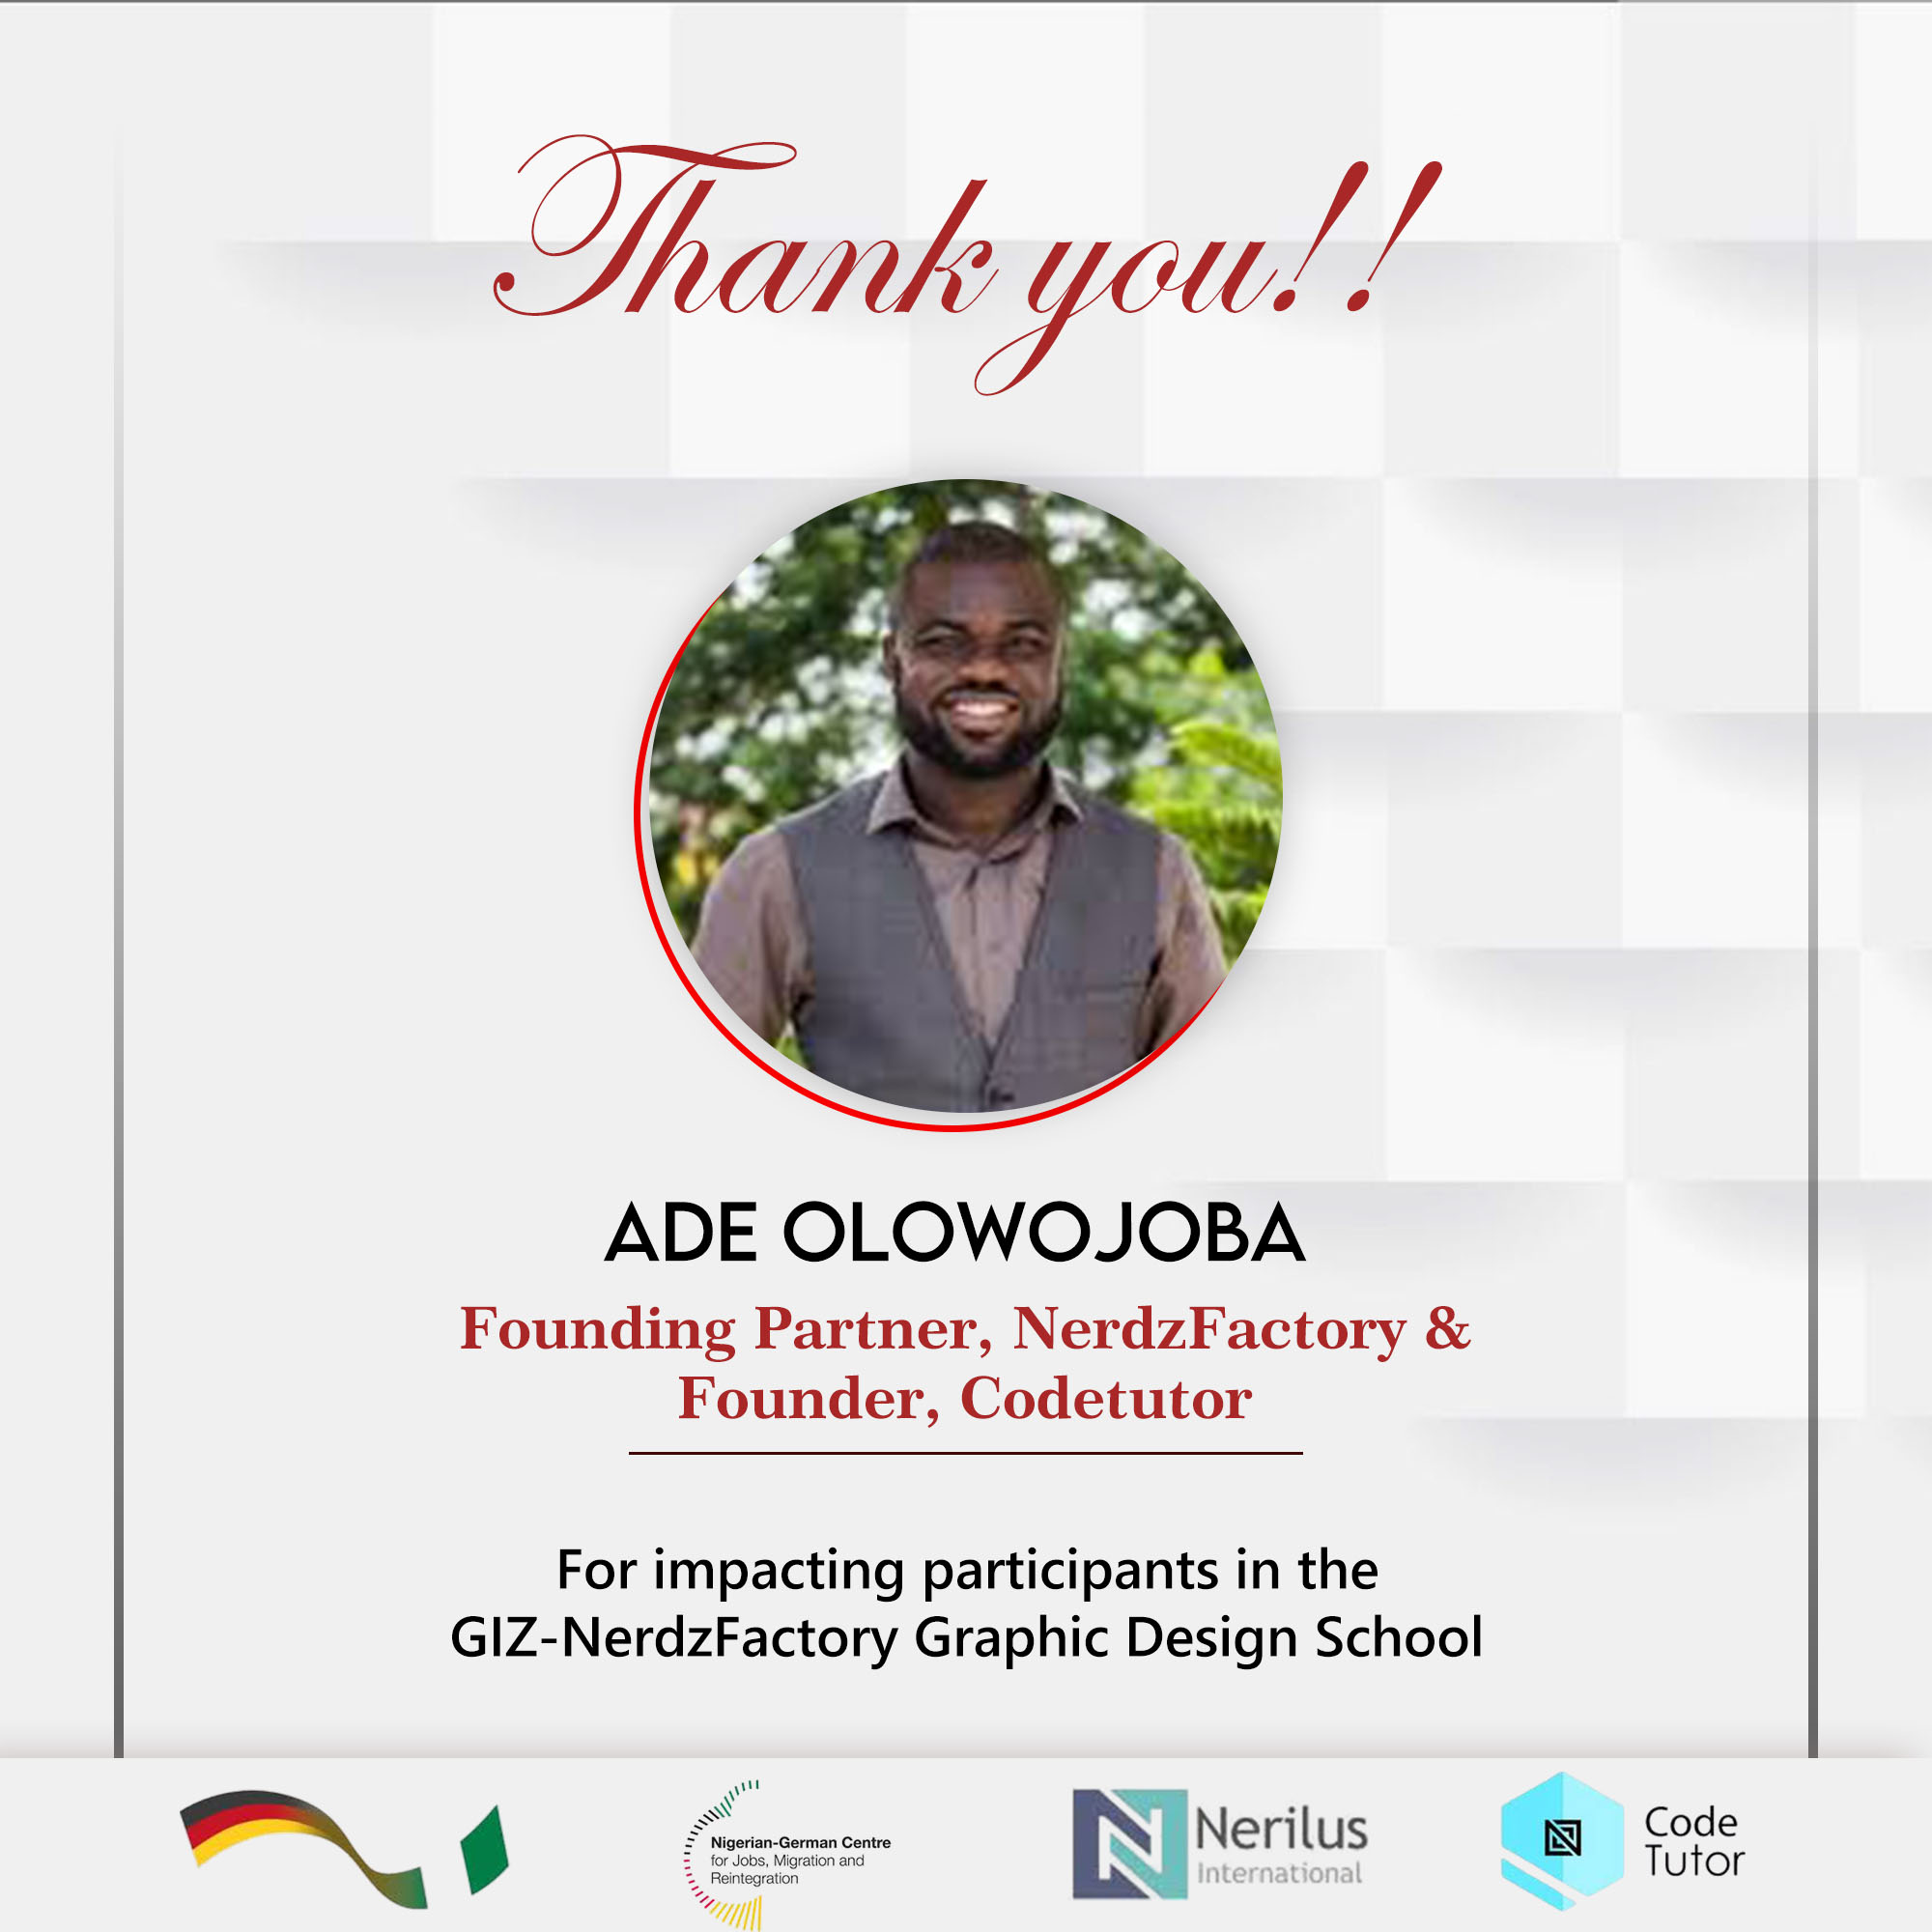 Thank you!!
ADE OLOWOJOBA
Founding Partner, NerdzFactory &
Founder, Codetutor
For impacting participants in the
GIZ-NerdzFactory Graphic Design School
Nigerian-German Centre
for Jobs, Migration and
Reintegration
Nerilus
International
Code
Tutor